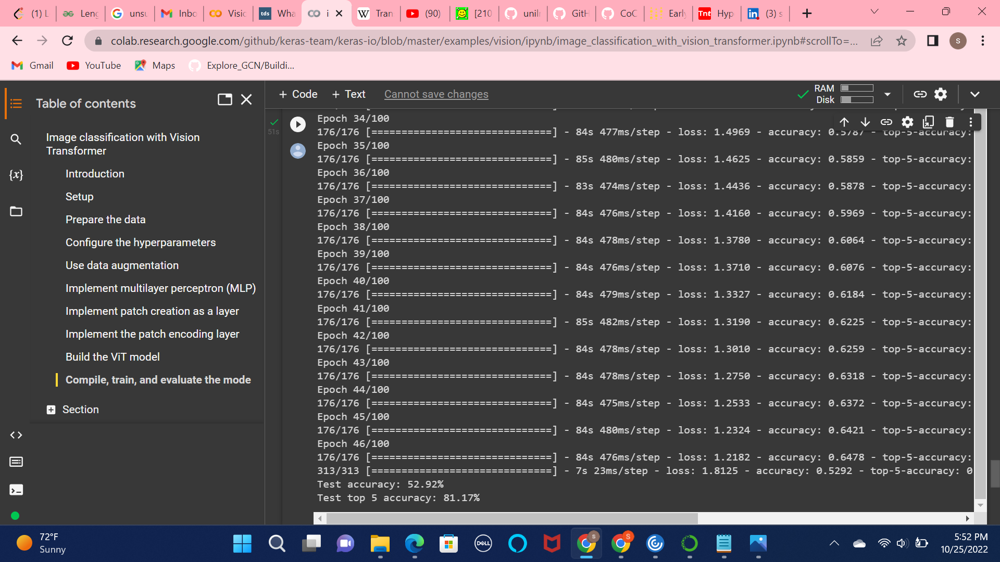 (1) L
Leng
unsu
Inbo
Visio
tds Wha
i
W Tran
(90)
[210
unilm
GitH
CoC
Early
Tnt Hyp
in (3) s
colab.research.google.com/github/keras-team/keras-io/blob/master/examples/vision/ipynb/image_classification_with_vision_transformer.ipynb#scrollTo=...
S
Gmail
YouTube
Maps
Explore_GCN/Buildi...
Table of contents
+ Code
+ Text
Cannot save changes
RAM
Disk
Image classification with Vision
Transformer
Introduction
Setup
Prepare the data
Configure the hyperparameters
Use data augmentation
Implement multilayer perceptron (MLP)
Implement patch creation as a layer
Implement the patch encoding layer
Build the ViT model
Compile, train, and evaluate the mode
Section
{x}
51s
Epoch 34/100
176/176 [==============================] - 84s 477ms/step - loss: 1.4969 - accuracy: 0.5787 - top-5-accuracy:
Epoch 35/100
176/176 [==============================] - 85s 480ms/step - loss: 1.4625 - accuracy: 0.5859 - top-5-accuracy:
Epoch 36/100
176/176 [==============================] - 83s 474ms/step - loss: 1.4436 - accuracy: 0.5878 - top-5-accuracy:
Epoch 37/100
176/176 [==============================] - 84s 476ms/step - loss: 1.4160 - accuracy: 0.5969 - top-5-accuracy:
Epoch 38/100
176/176 [==============================] - 84s 478ms/step - loss: 1.3780 - accuracy: 0.6064 - top-5-accuracy:
Epoch 39/100
176/176 [==============================] - 84s 476ms/step - loss: 1.3710 - accuracy: 0.6076 - top-5-accuracy:
Epoch 40/100
176/176 [==============================] - 84s 479ms/step - loss: 1.3327 - accuracy: 0.6184 - top-5-accuracy:
Epoch 41/100
176/176 [==============================] - 85s 482ms/step - loss: 1.3190 - accuracy: 0.6225 - top-5-accuracy:
Epoch 42/100
176/176 [==============================] - 84s 478ms/step - loss: 1.3010 - accuracy: 0.6259 - top-5-accuracy:
Epoch 43/100
176/176 [==============================] - 84s 478ms/step - loss: 1.2750 - accuracy: 0.6318 - top-5-accuracy:
Epoch 44/100
176/176 [==============================] - 84s 475ms/step - loss: 1.2533 - accuracy: 0.6372 - top-5-accuracy:
Epoch 45/100
176/176 [==============================] - 84s 480ms/step - loss: 1.2324 - accuracy: 0.6421 - top-5-accuracy:
Epoch 46/100
176/176 [==============================] - 84s 476ms/step - loss: 1.2182 - accuracy: 0.6478 - top-5-accuracy:
313/313 [==============================] - 7s 23ms/step - loss: 1.8125 - accuracy: 0.5292 - top-5-accuracy: 0
Test accuracy: 52.92%
Test top 5 accuracy: 81.17%
72°F
Sunny
DELL
S
S
5:52 PM
10/25/2022